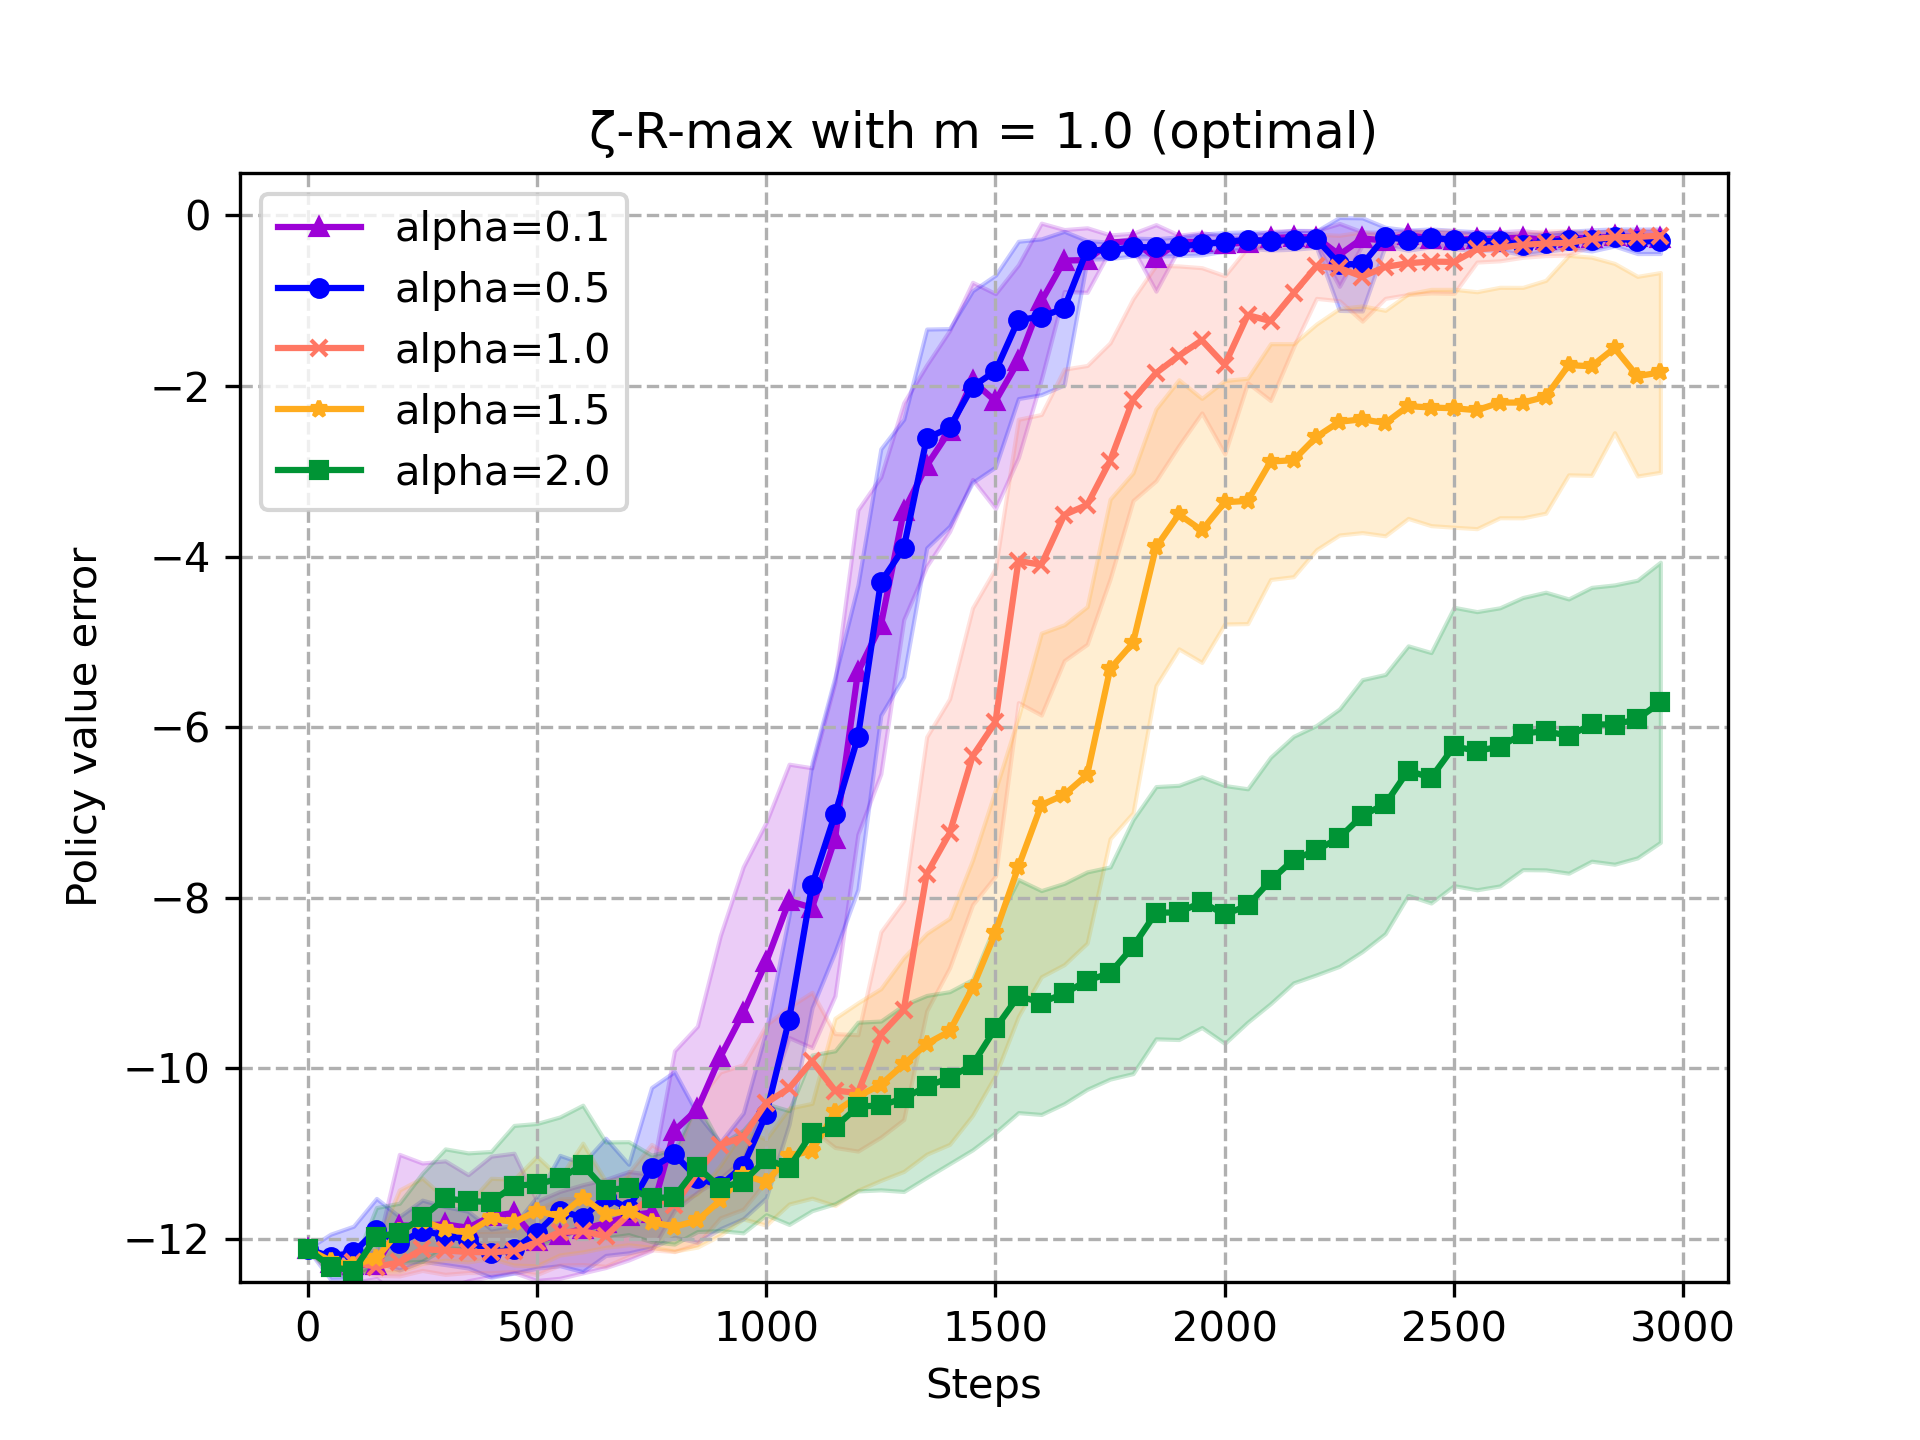 ζ-R-max with m = 1.0 (optimal)
alpha=0.1
alpha=0.5
alpha=1.0
alpha=1.5
alpha=2.0
Policy value error
0
−2
−4
−6
−8
−10
−12
0 500 1000 1500 2000 2500 3000
Steps